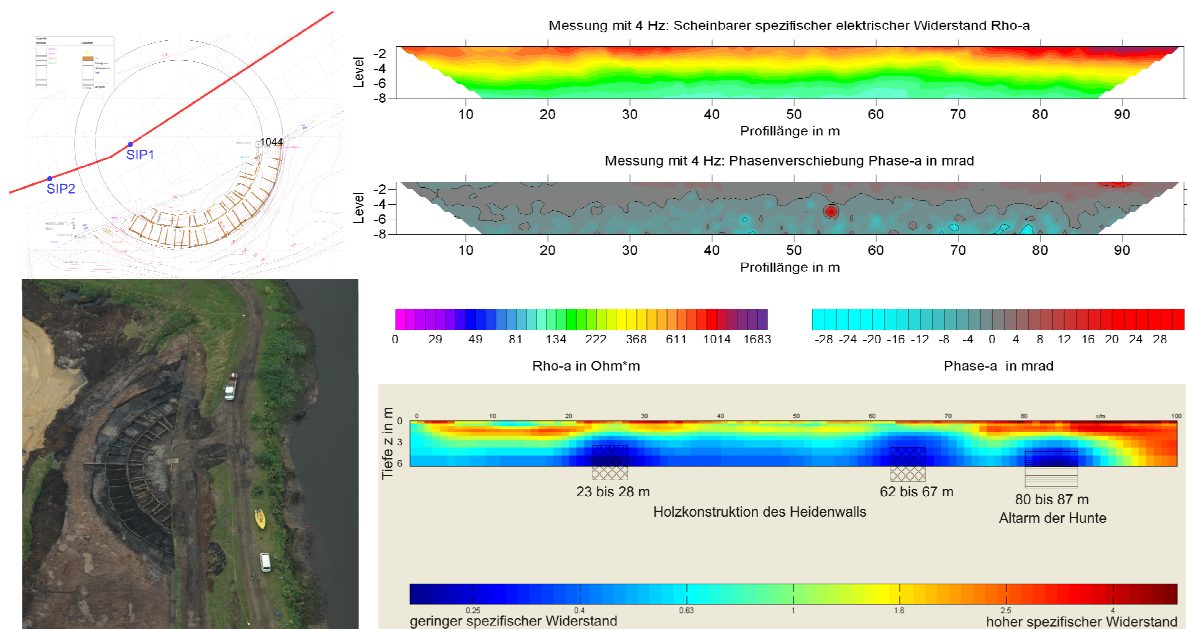 1044
SIP1
SIP2
Messung mit 4 Hz: Scheinbarer spezifischer elektrischer Widerstand Rho-a
Level
-2
-4
-6
-8
10 20 30 40 50 60 70 80 90
Profillänge in m
Messung mit 4 Hz: Phasenverschiebung Phase-a in mrad
Level
-2
-4
-6
-8
10 20 30 40 50 60 70 80 90
Profillänge in m
0 29 49 81 134 222 368 611 1014 1683
Rho-a in Ohm*m
-28 -24 -20 -16 -12 -8 -4 0 4 8 12 16 20 24 28
Phase-a in mrad
Tiefe z in m
0
3
6
0 10 20 30 40 50 60 70 80 x/m 100
23 bis 28 m
62 bis 67 m
80 bis 87 m
Holzkonstruktion des Heidenwalls
Altarm der Hunte
0.25 0.4 0.63 1 1.6 2.5 4
geringer spezifischer Widerstand
hoher spezifischer Widerstand